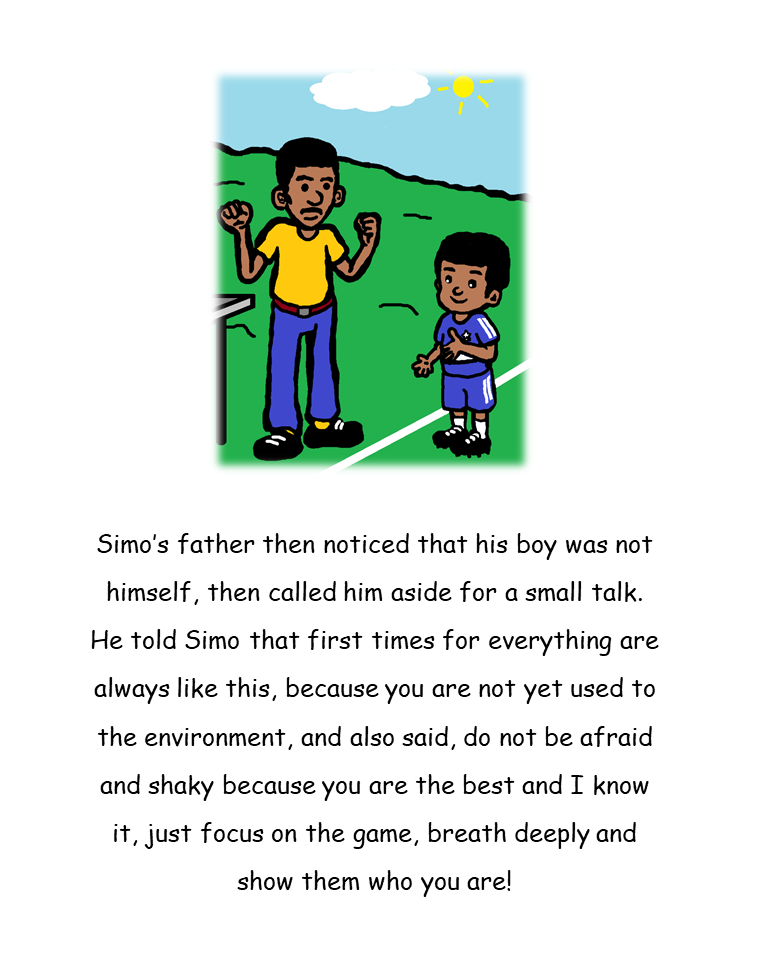 Simo's father then noticed that his boy was not
himself, then called him aside for a small talk.
He told Simo that first times for everything are
always like this, because you are not yet used to
the environment, and also said, do not be afraid
and shaky because you are the best and I know
it, just focus on the game, breath deeply and
show them who you are!